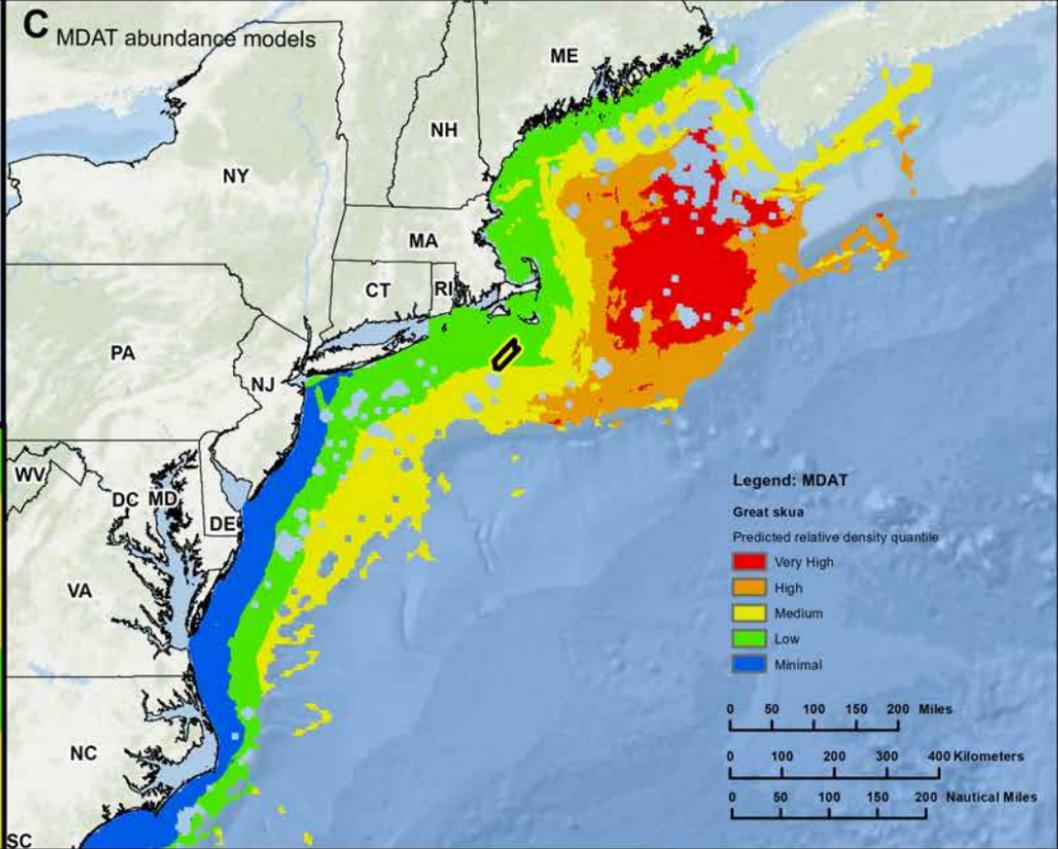 C MDAT abundance models
ME
NH
NY
MA
CT
RI
PA
NJ
WV
DC
MD
DE
VA
NC
SC
Legend: MDAT
Great skua
Predicted relative density quantile
Very High
High
Medium
Low
Minimal
0 50 100 150 200 Miles
0 100 200 300 400 Kilometers
0 50 100 150 200 Nautical Miles